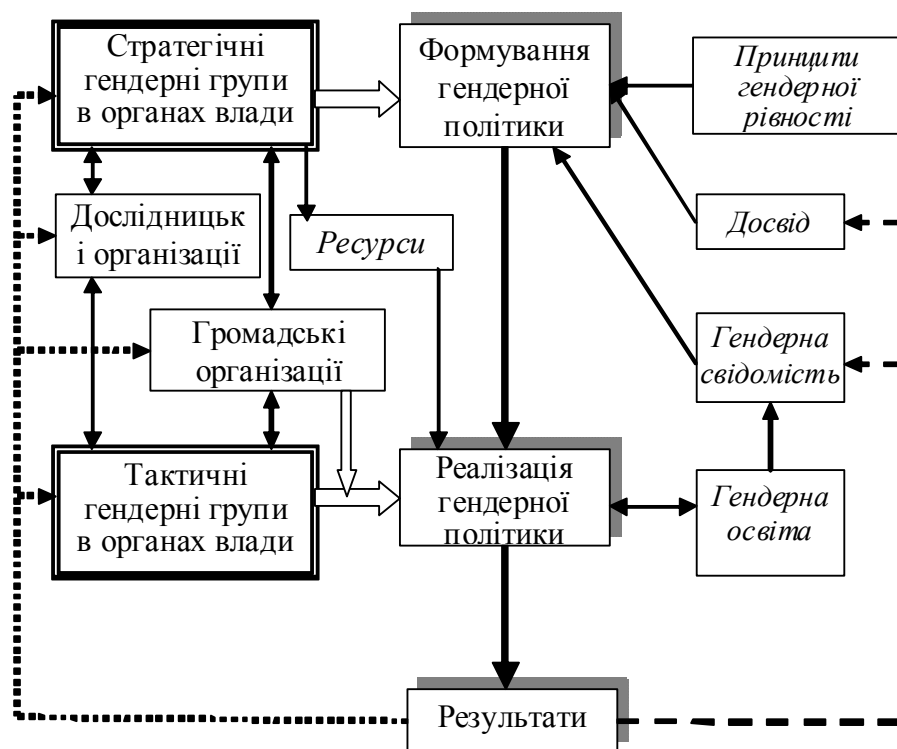 Стратегічні
гендерні групи
в органах влади
Формування
гендерної
політики
Принципи
гендерної
рівності
Дослідницьк
і організації
Ресурси
Досвід
Громадські
організації
Гендерна
свідомість
Тактичні
гендерні групи
в органах влади
Реалізація
гендерної
політики
Гендерна
освіта
Результати